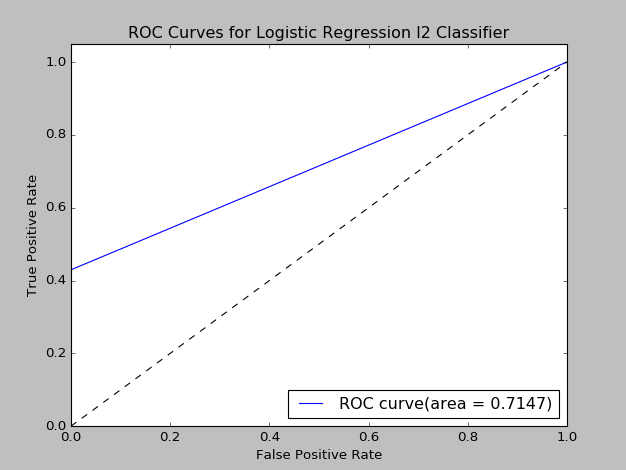 ROC Curves for Logistic Regression l2 Classifier
1.0
0.8
0.6
0.4
0.2
0.0
True Positive Rate
0.0 0.2 0.4 0.6 0.8 1.0
False Positive Rate
ROC curve(area = 0.7147)